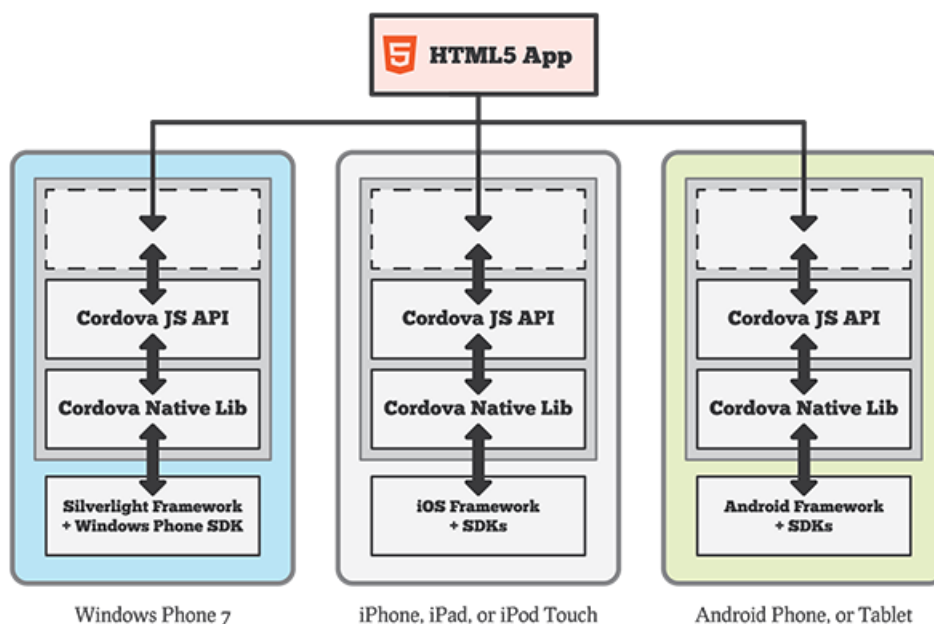 5 HTML5 App
Cordova JS API
Cordova Native Lib
Silverlight Framework
+ Windows Phone SDK
Windows Phone 7
Cordova JS API
Cordova Native Lib
iOS Framework
+ SDKs
iPhone, iPad, or iPod Touch
Cordova JS API
Cordova Native Lib
Android Framework
+ SDKs
Android Phone, or Tablet